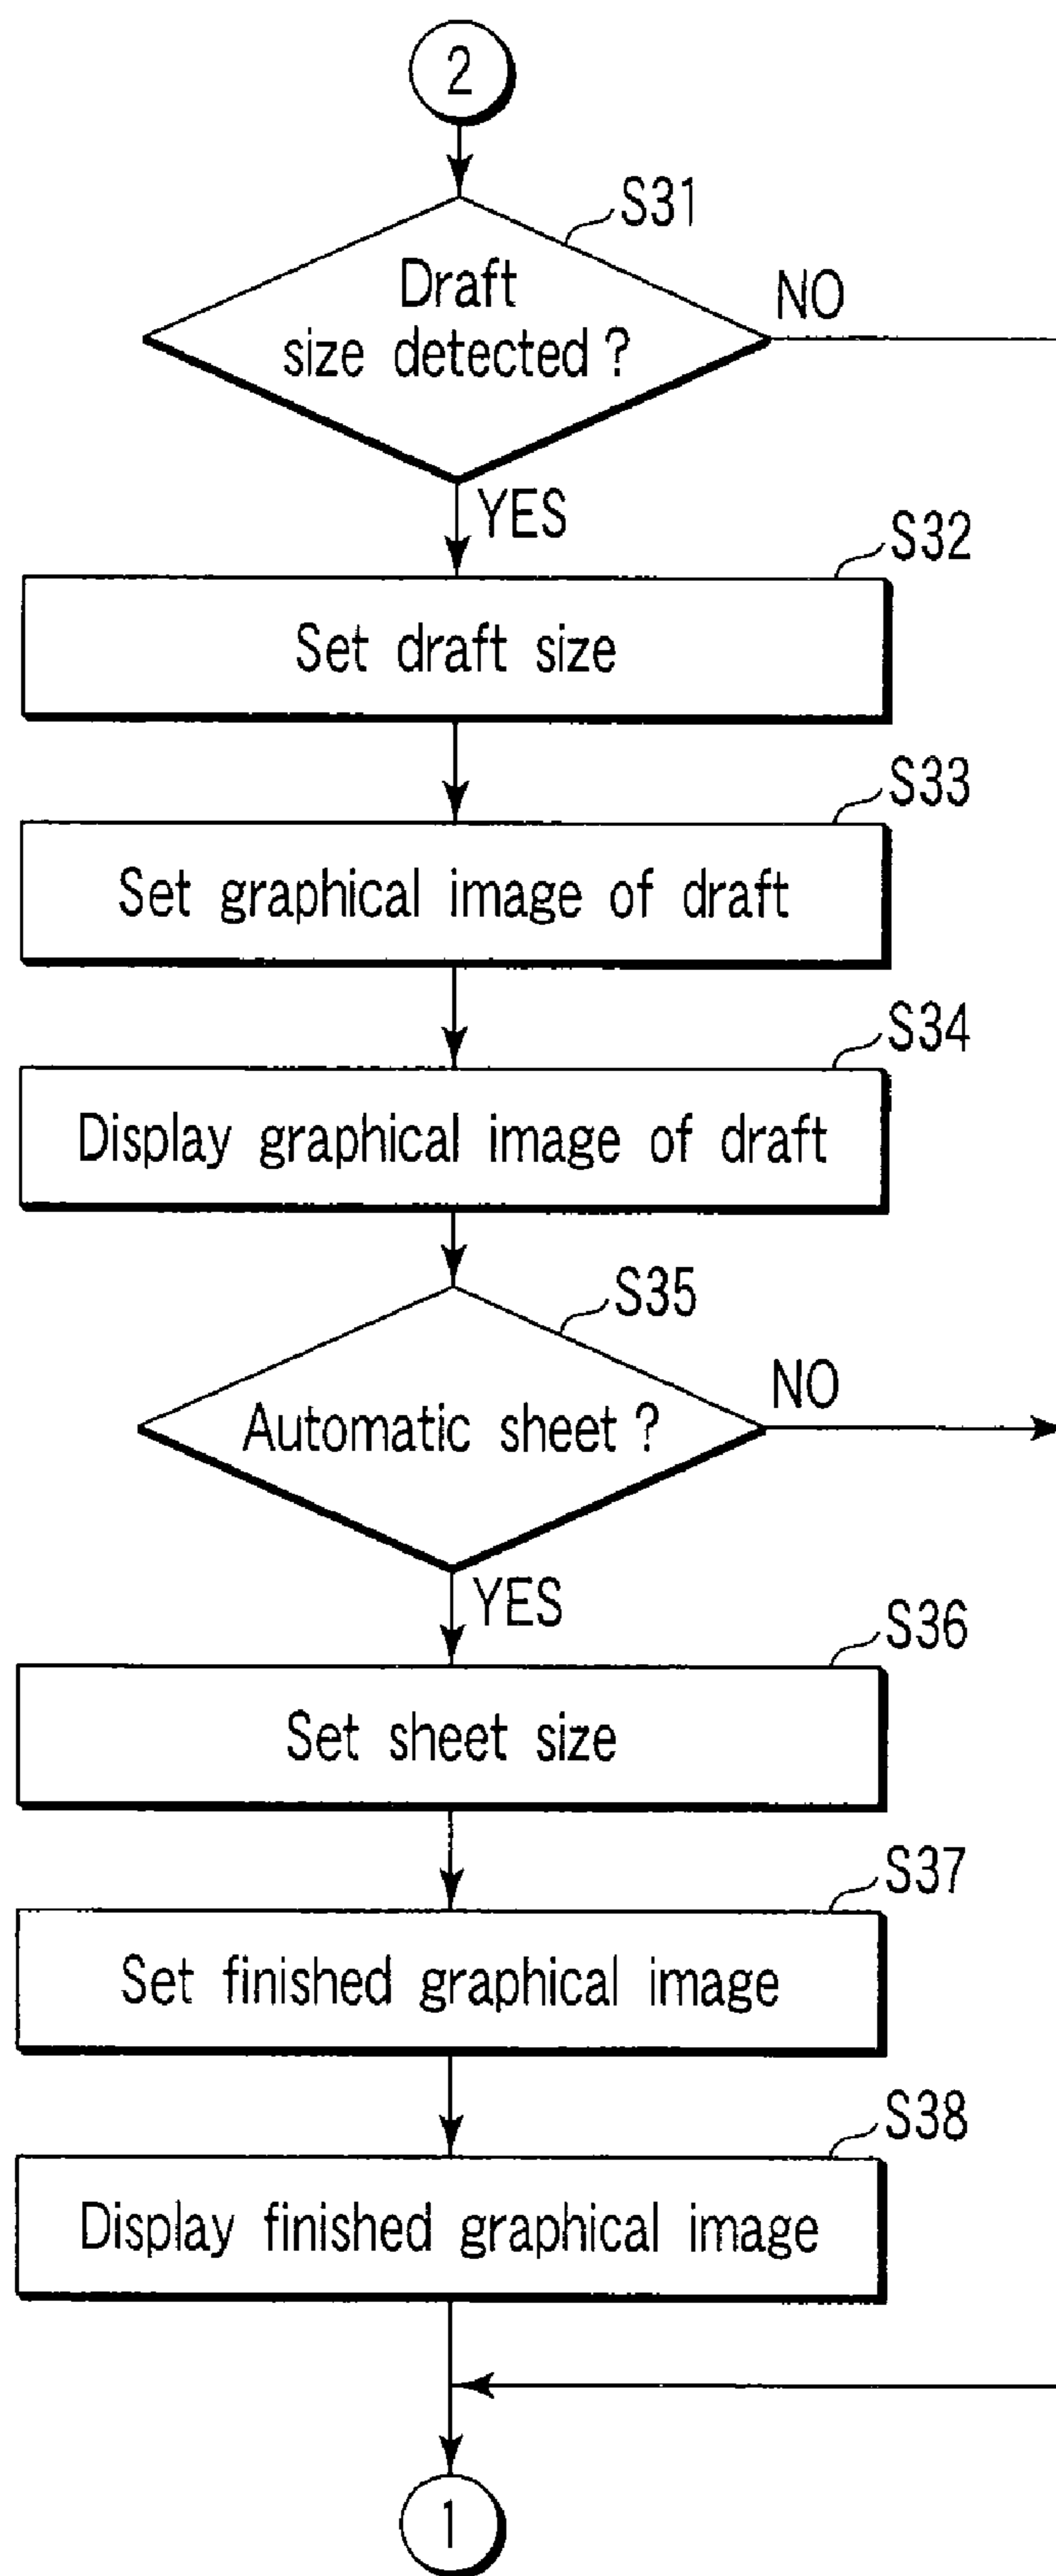 2
S31
Draft
size detected ?
NO
YES
S32
Set draft size
S33
Set graphical image of draft
S34
Display graphical image of draft
S35
Automatic sheet ?
NO
YES
S36
Set sheet size
S37
Set finished graphical image
S38
Display finished graphical image
1